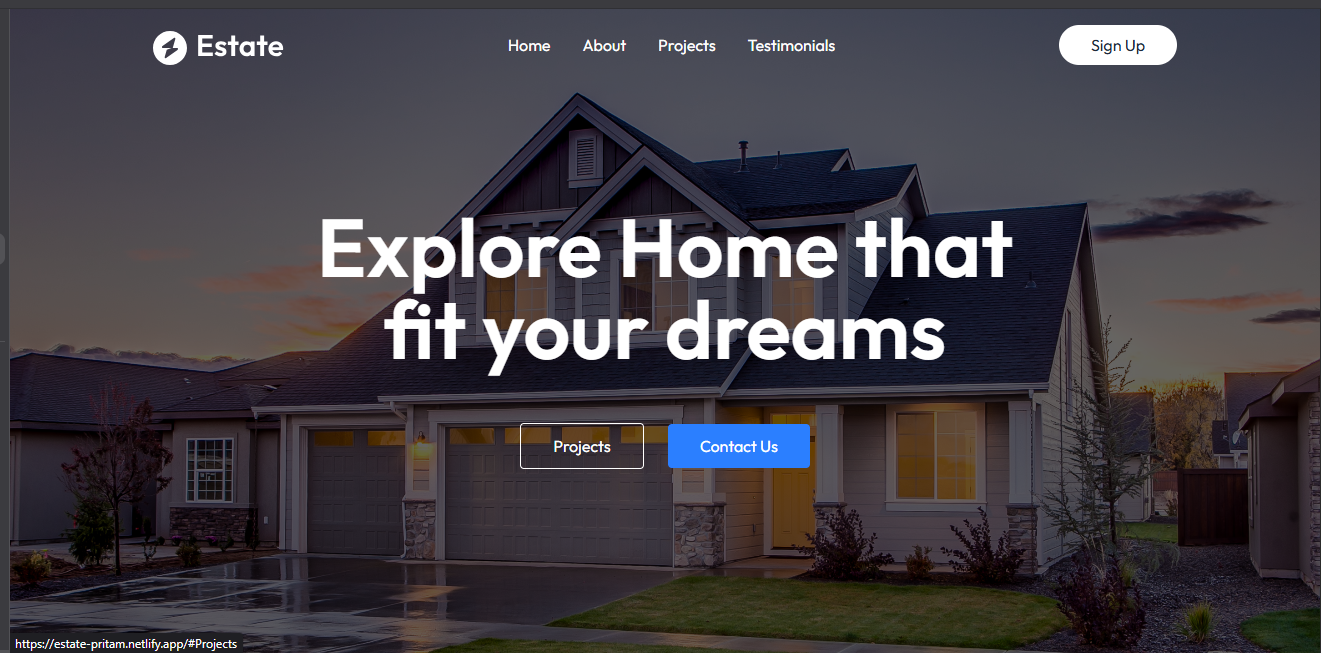 Estate
Home About Projects Testimonials
Sign Up
Explore Home that
fit your dreams
Projects Contact Us
https://estate-pritam.netlify.app/#Projects